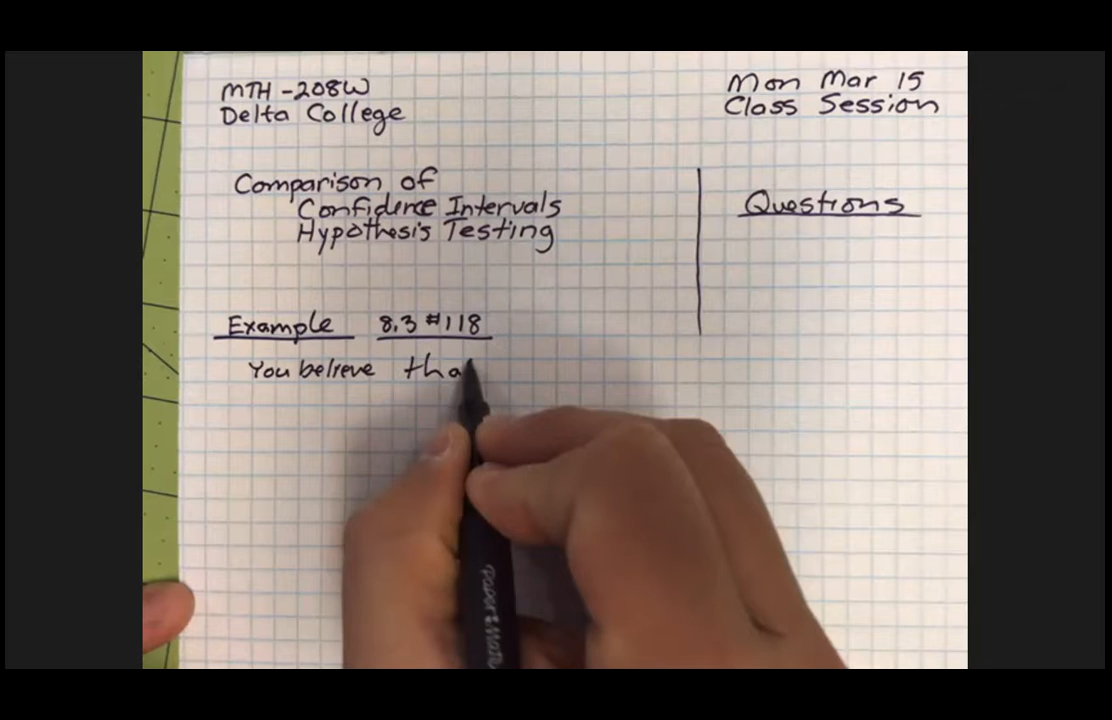 MTH-208W
Delta College
Mon Mar 15
Class Session
Comparison of
Confidence Intervals
Hypothesis Testing
Questions
Example 8.3 #118
You believe tha